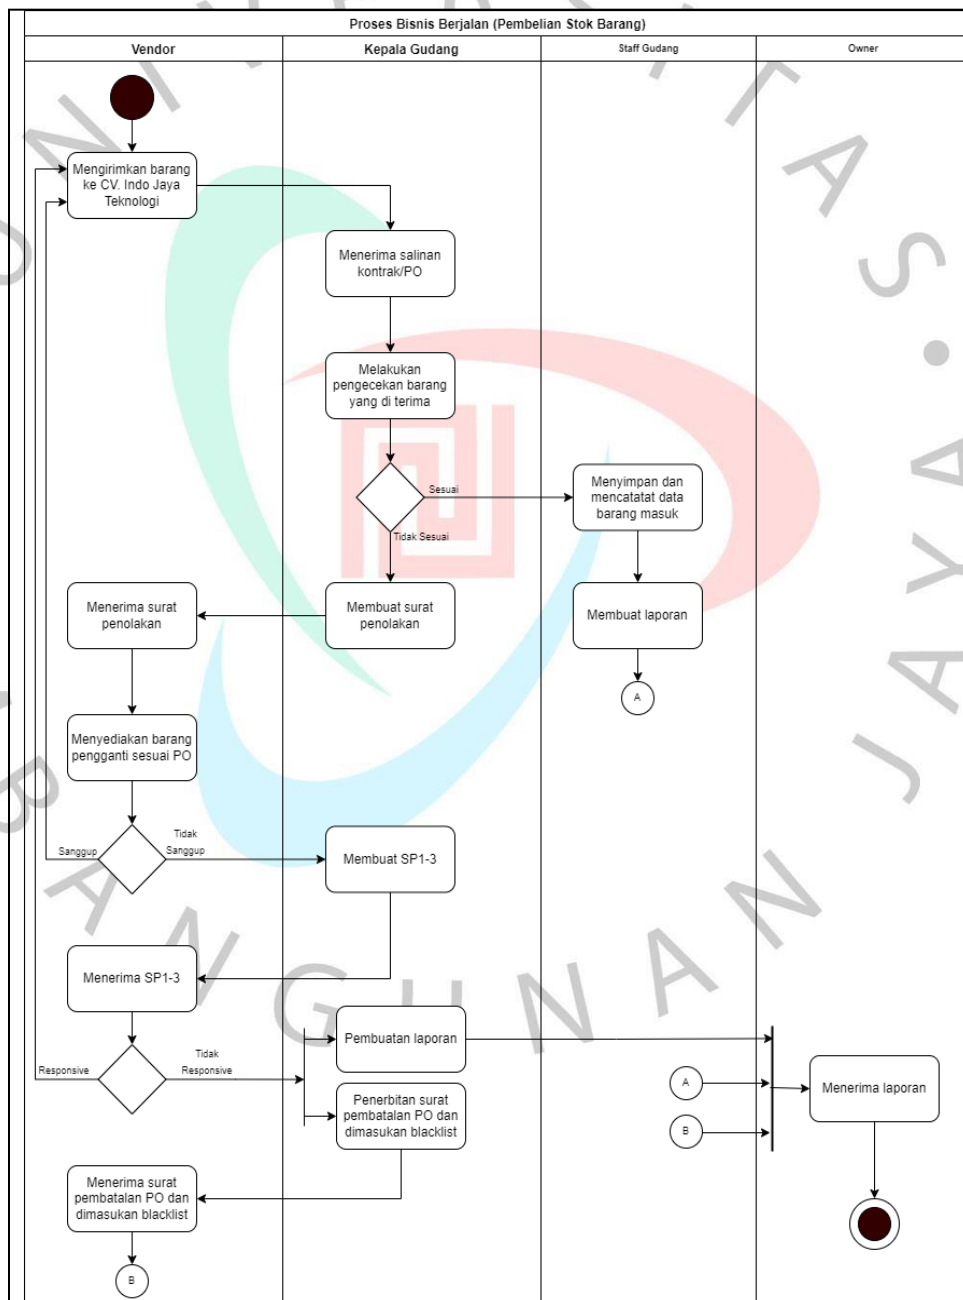 Proses Bisnis Berjalan (Pembelian Stok Barang)
Vendor
Kepala Gudang
Staff Gudang
Owner
Mengirimkan barang
ke CV. Indo Jaya
Teknologi
Menerima salinan
kontrak/PO
Melakukan
pengecekan barang
yang di terima
Sesuai
Tidak Sesuai
Menyimpan dan
mencatatat data
barang masuk
Menerima surat
penolakan
Membuat surat
penolakan
Membuat laporan
A
Menyediakan barang
pengganti sesuai PO
Sanggup
Tidak
Sanggup
Membuat SP1-3
Menerima SP1-3
Responsive
Tidak
Responsive
Pembuatan laporan
Penerbitan surat
pembatalan PO dan
dimasukan blacklist
A
B
Menerima laporan
Menerima surat
pembatalan PO dan
dimasukan blacklist
B
UNIVERSITAS • PEMBANGUNAN JAYA •